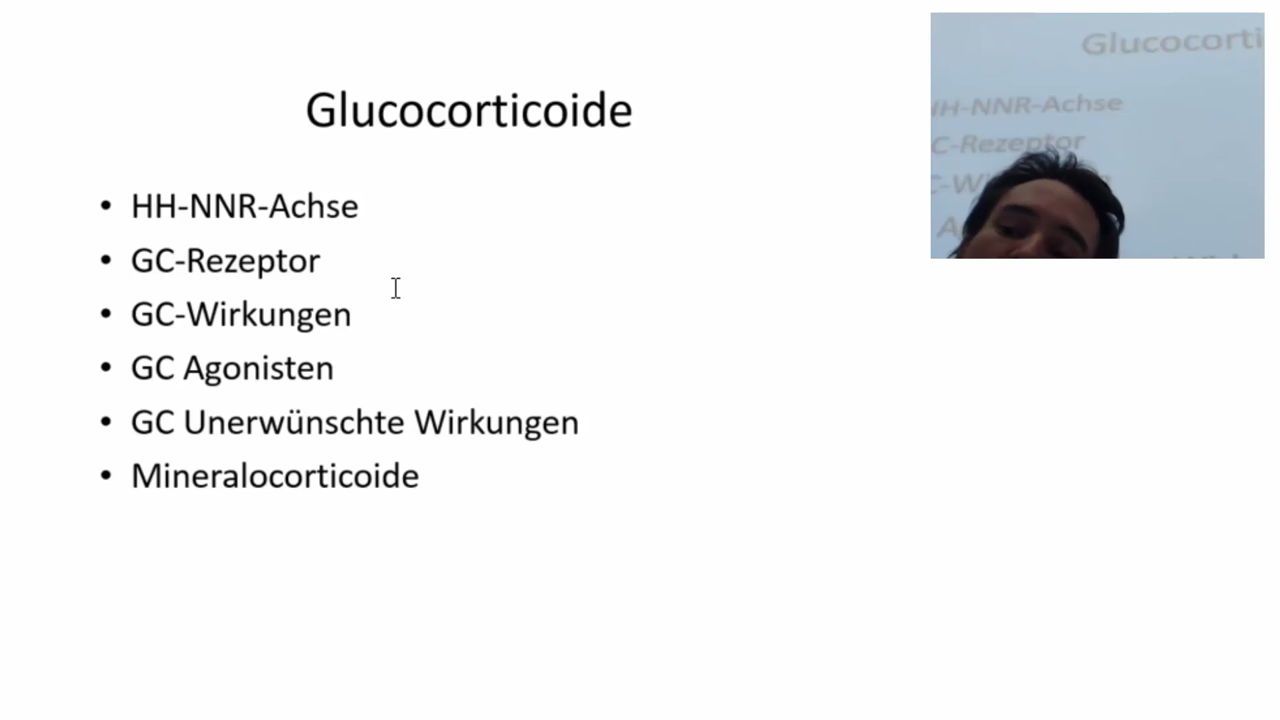 Glucocorticoide
• HH-NNR-Achse
• GC-Rezeptor
• GC-Wirkungen
• GC Agonisten
• GC Unerwünschte Wirkungen
• Mineralocorticoide
Glucocorti
HH-NNR-Achse
C-Rezeptor